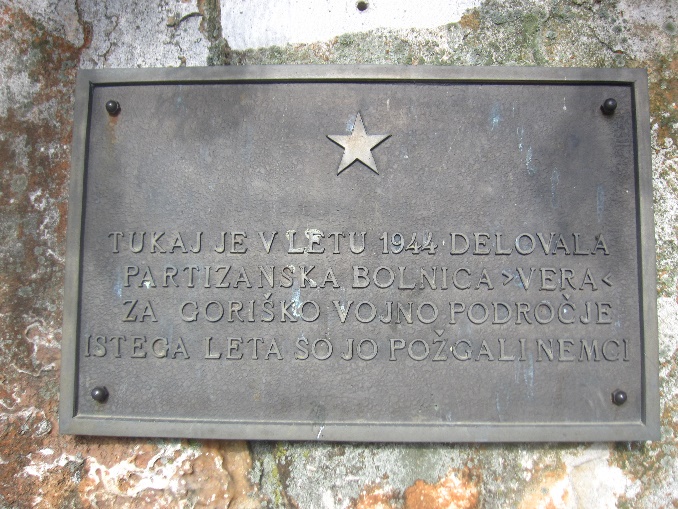 TUKAJ JE V LETU 1944 DELOVALA
PARTIZANSKA BOLNICA >VERA<
ZA GORIŠKO VOJNO PODROČJE
ISTEGA LETA SO JO POŽGALI NEMCI